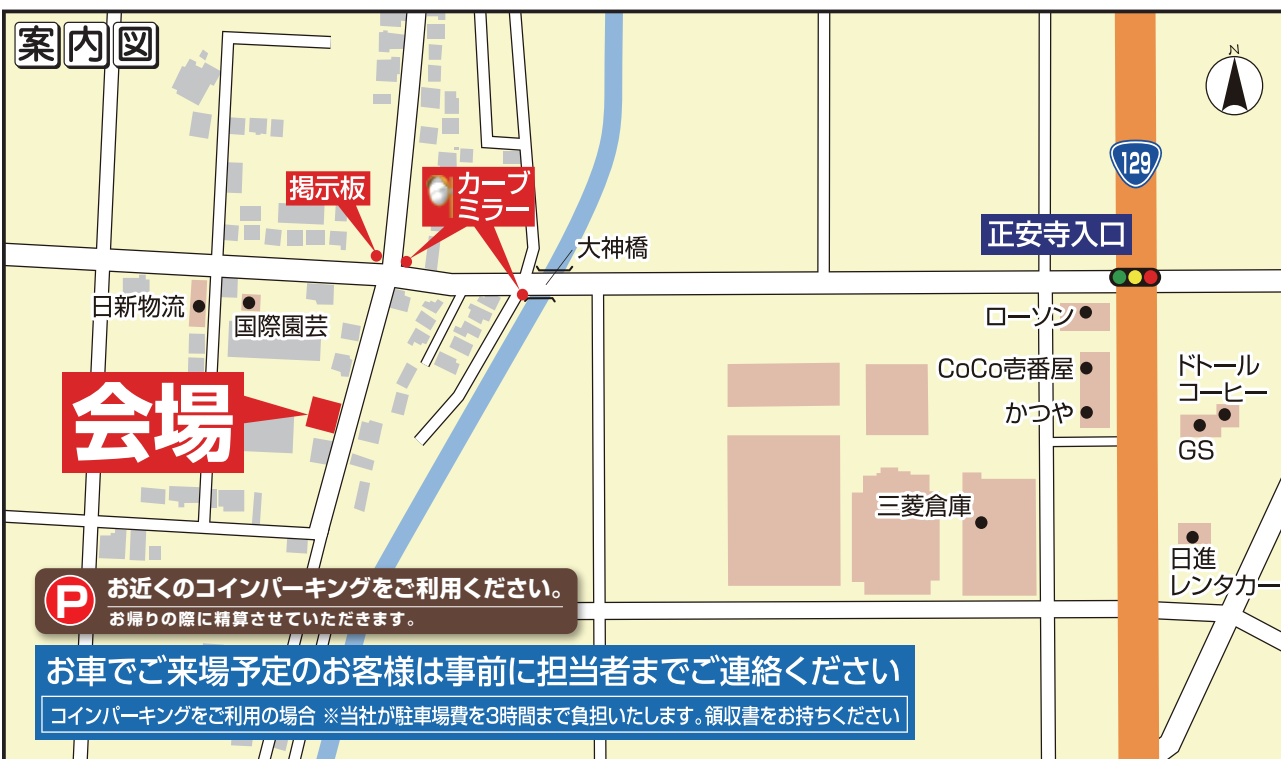 案内図
N
129
掲示板
カーブ
ミラー
正安寺入口
大神橋
日新物流
国際園芸
ローソン
CoCo壱番屋
かつや
ドトール
コーヒー
GS
会場
三菱倉庫
日進
レンタカー
P
お近くのコインパーキングをご利用ください。
お帰りの際に精算させていただきます。
お車でご来場予定のお客様は事前に担当者までご連絡ください
コインパーキングをご利用の場合 ※当社が駐車場費を3時間まで負担いたします。領収書をお持ちください